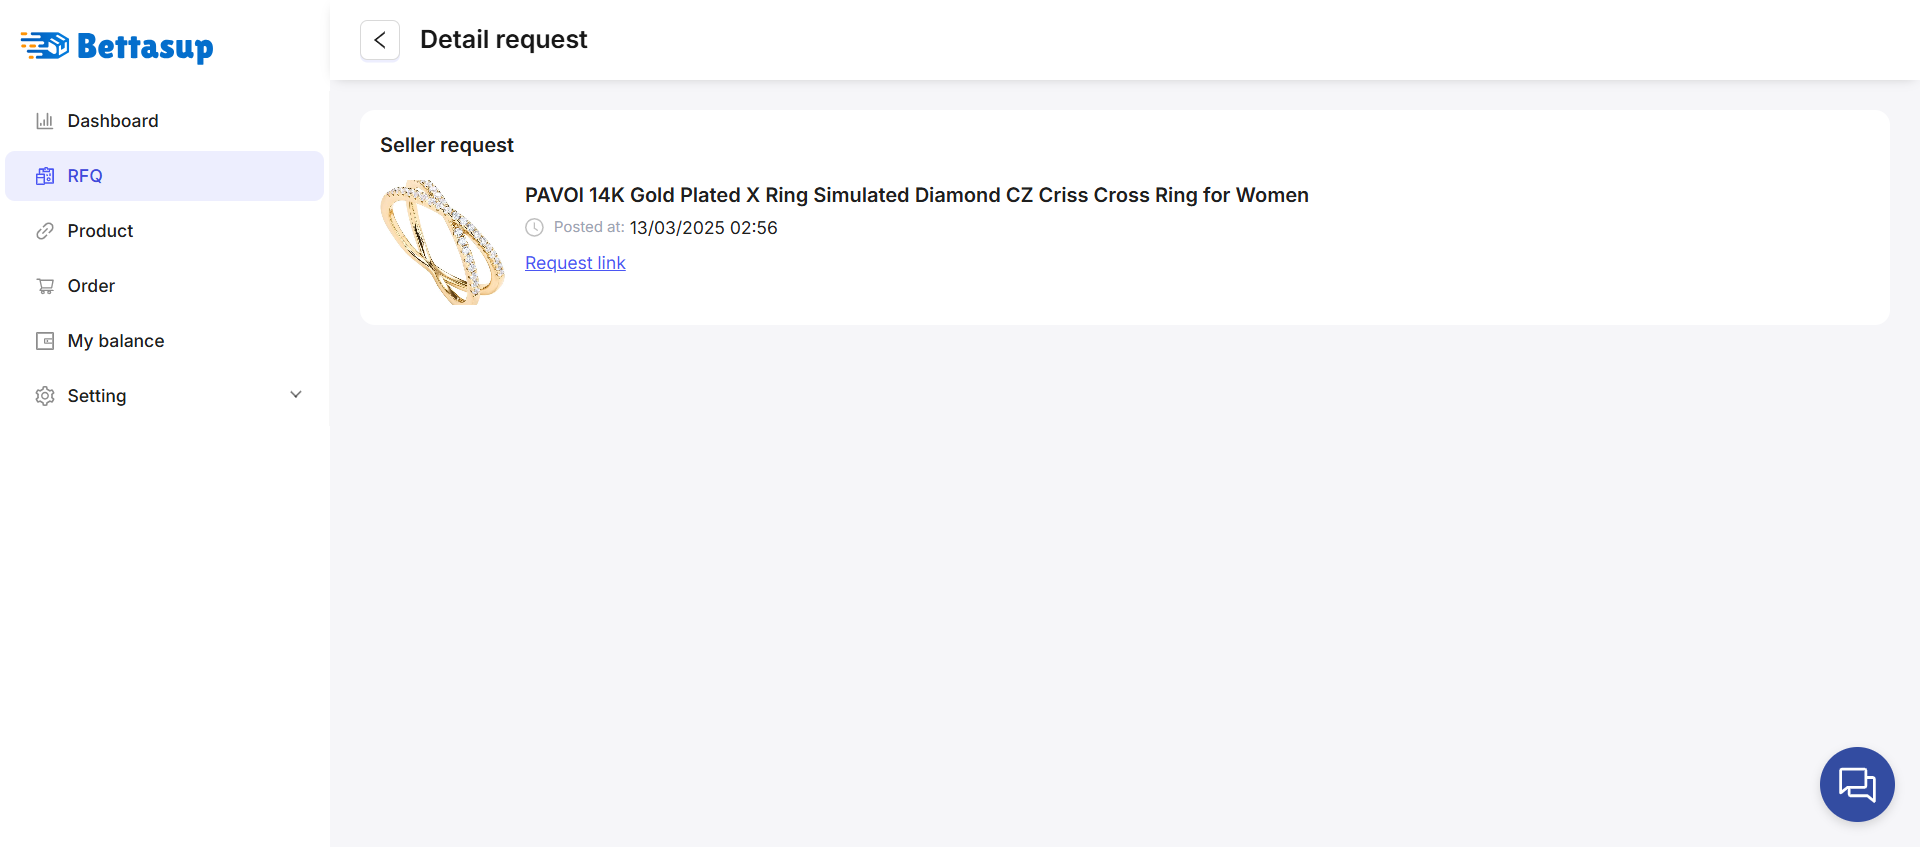 Bettasup
Detail request
Dashboard
RFQ
Product
Order
My balance
Setting
Seller request
PAVOI 14K Gold Plated X Ring Simulated Diamond CZ Criss Cross Ring for Women
Posted at: 13/03/2025 02:56
Request link